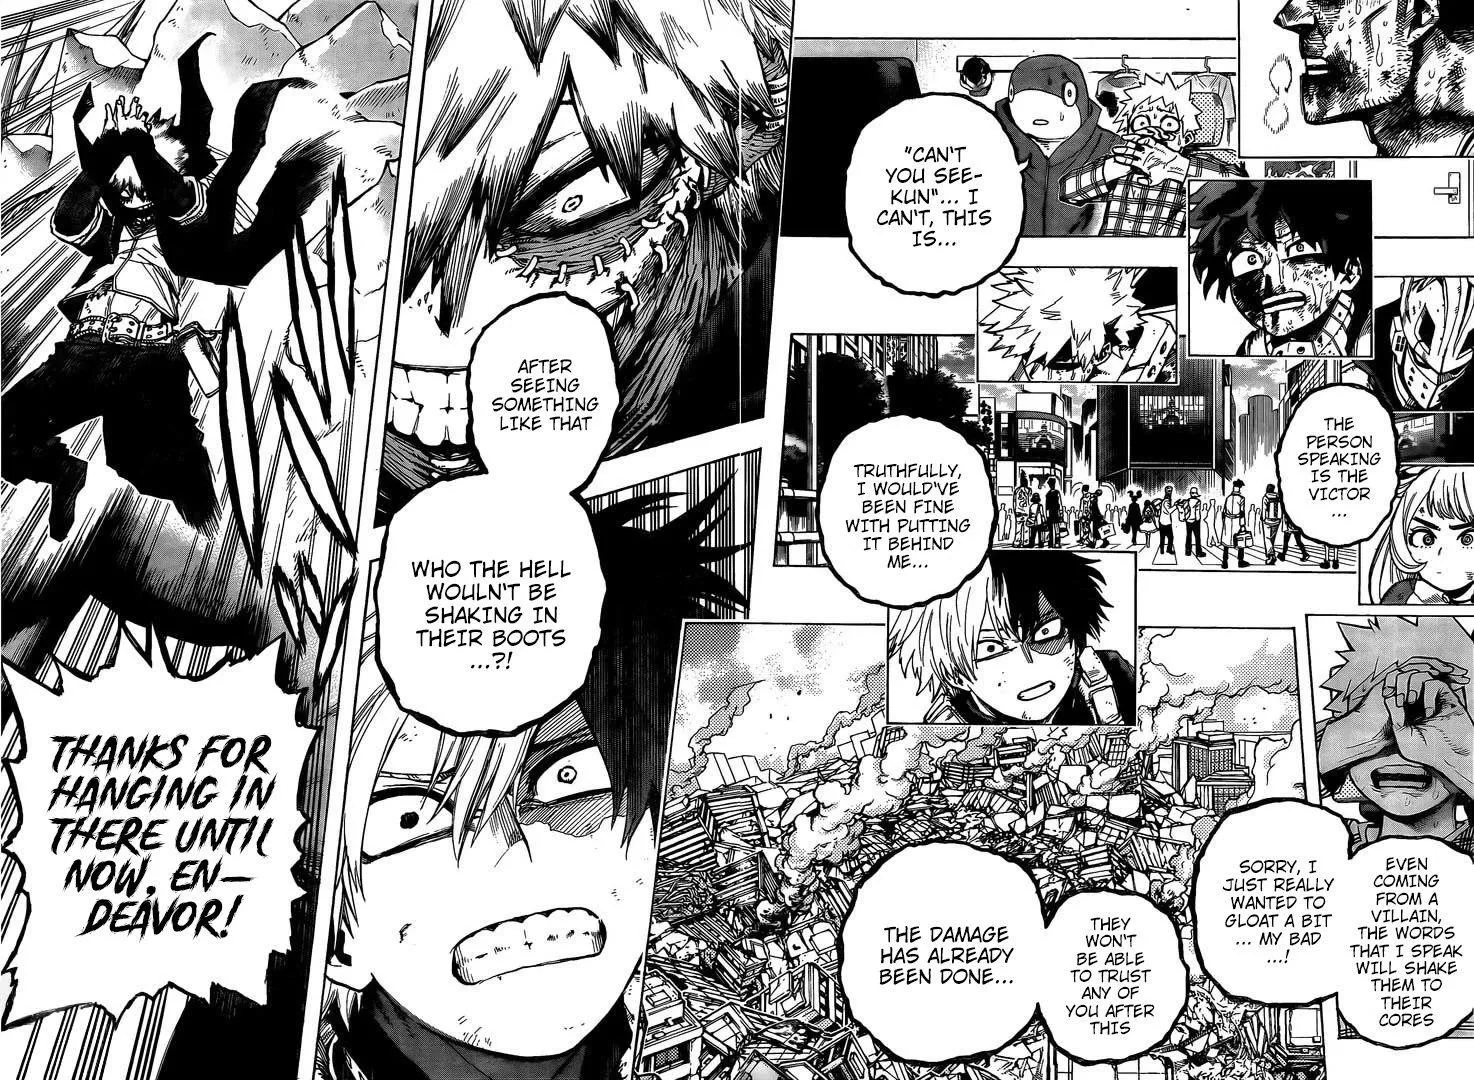 "CAN'T
YOU SEE-
KUN"... I
CAN'T, THIS
IS...
THE
PERSON
SPEAKING
IS THE
VICTOR
...
TRUTHFULLY,
I WOULD'VE
BEEN FINE
WITH PUTTING
IT BEHIND
ME...
EVEN
COMING
FROM A
VILLAIN,
THE WORDS
THAT I SPEAK
WILL SHAKE
THEM TO
THEIR
CORES
SORRY, I
JUST REALLY
WANTED TO
GLOAT A BIT
... MY BAD
...!
THEY
WON'T
BE ABLE
TO TRUST
ANY OF
YOU AFTER
THIS
THE DAMAGE
HAS ALREADY
BEEN DONE...
AFTER
SEEING
SOMETHING
LIKE THAT
WHO THE HELL
WOULN'T BE
SHAKING IN
THEIR BOOTS
...?!
THANKS FOR
HANGING IN
THERE UNTIL
NOW, EN-
DEAVOR!